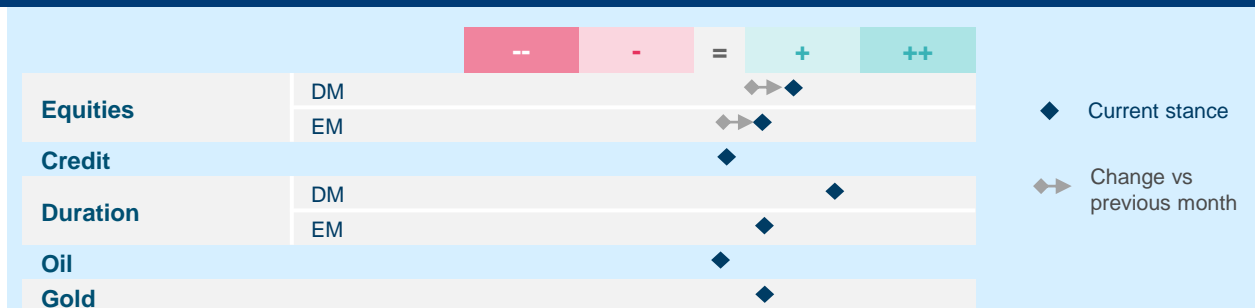 -- - = + ++
Equities
DM
EM
Credit
Duration
DM
EM
Oil
Gold
Current stance
Change vs
previous month